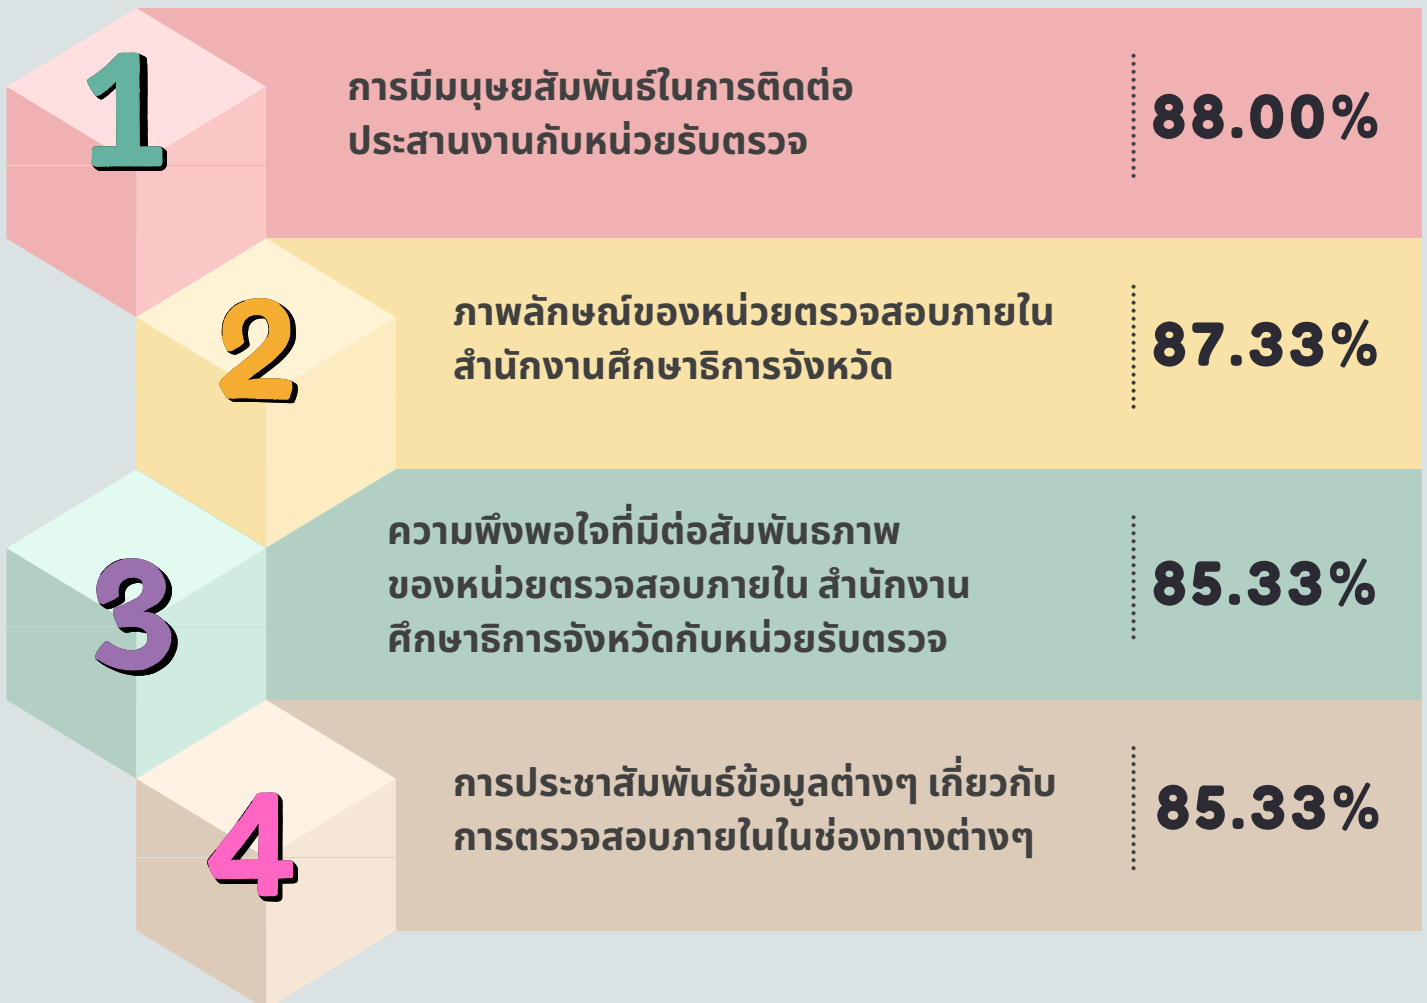 1
การมีมนุษยสัมพันธ์ในการติดต่อ
ประสานงานกับหน่วยรับตรวจ
88.00%
2
ภาพลักษณ์ของหน่วยตรวจสอบภายใน
สำนักงานศึกษาธิการจังหวัด
87.33%
3
ความพึงพอใจที่มีต่อสัมพันธภาพ
ของหน่วยตรวจสอบภายใน สำนักงาน
ศึกษาธิการจังหวัดกับหน่วยรับตรวจ
85.33%
4
การประชาสัมพันธ์ข้อมูลต่างๆ เกี่ยวกับ
การตรวจสอบภายในในช่องทางต่างๆ
85.33%